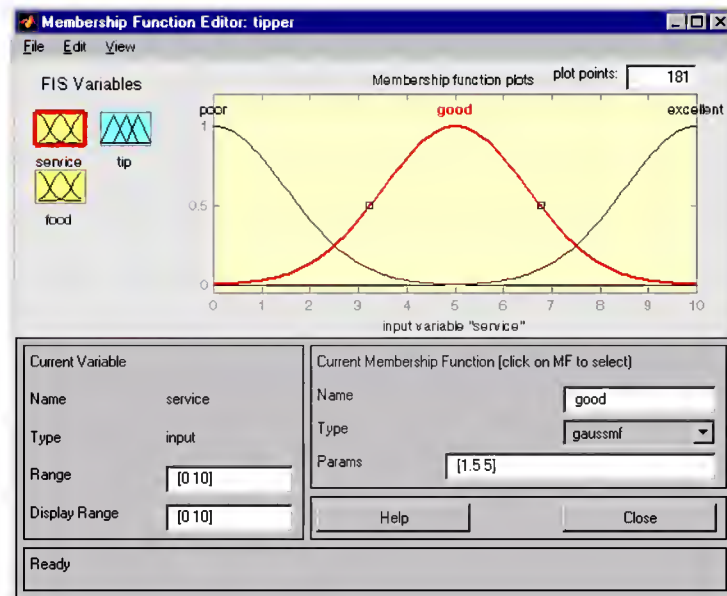 Membership Function Editor: tipper
File Edit View
FIS Variables
service
tip
food
Membership function plots
plot points: 181
poor
good
excellent
1
0.5
0
0 1 2 3 4 5 6 7 8 9 10
input variable "service"
Current Variable
Name service
Type input
Range [0 10]
Display Range [0 10]
Current Membership Function (click on MF to select)
Name good
Type gaussmf
Params [1.5 5]
Help
Close
Ready